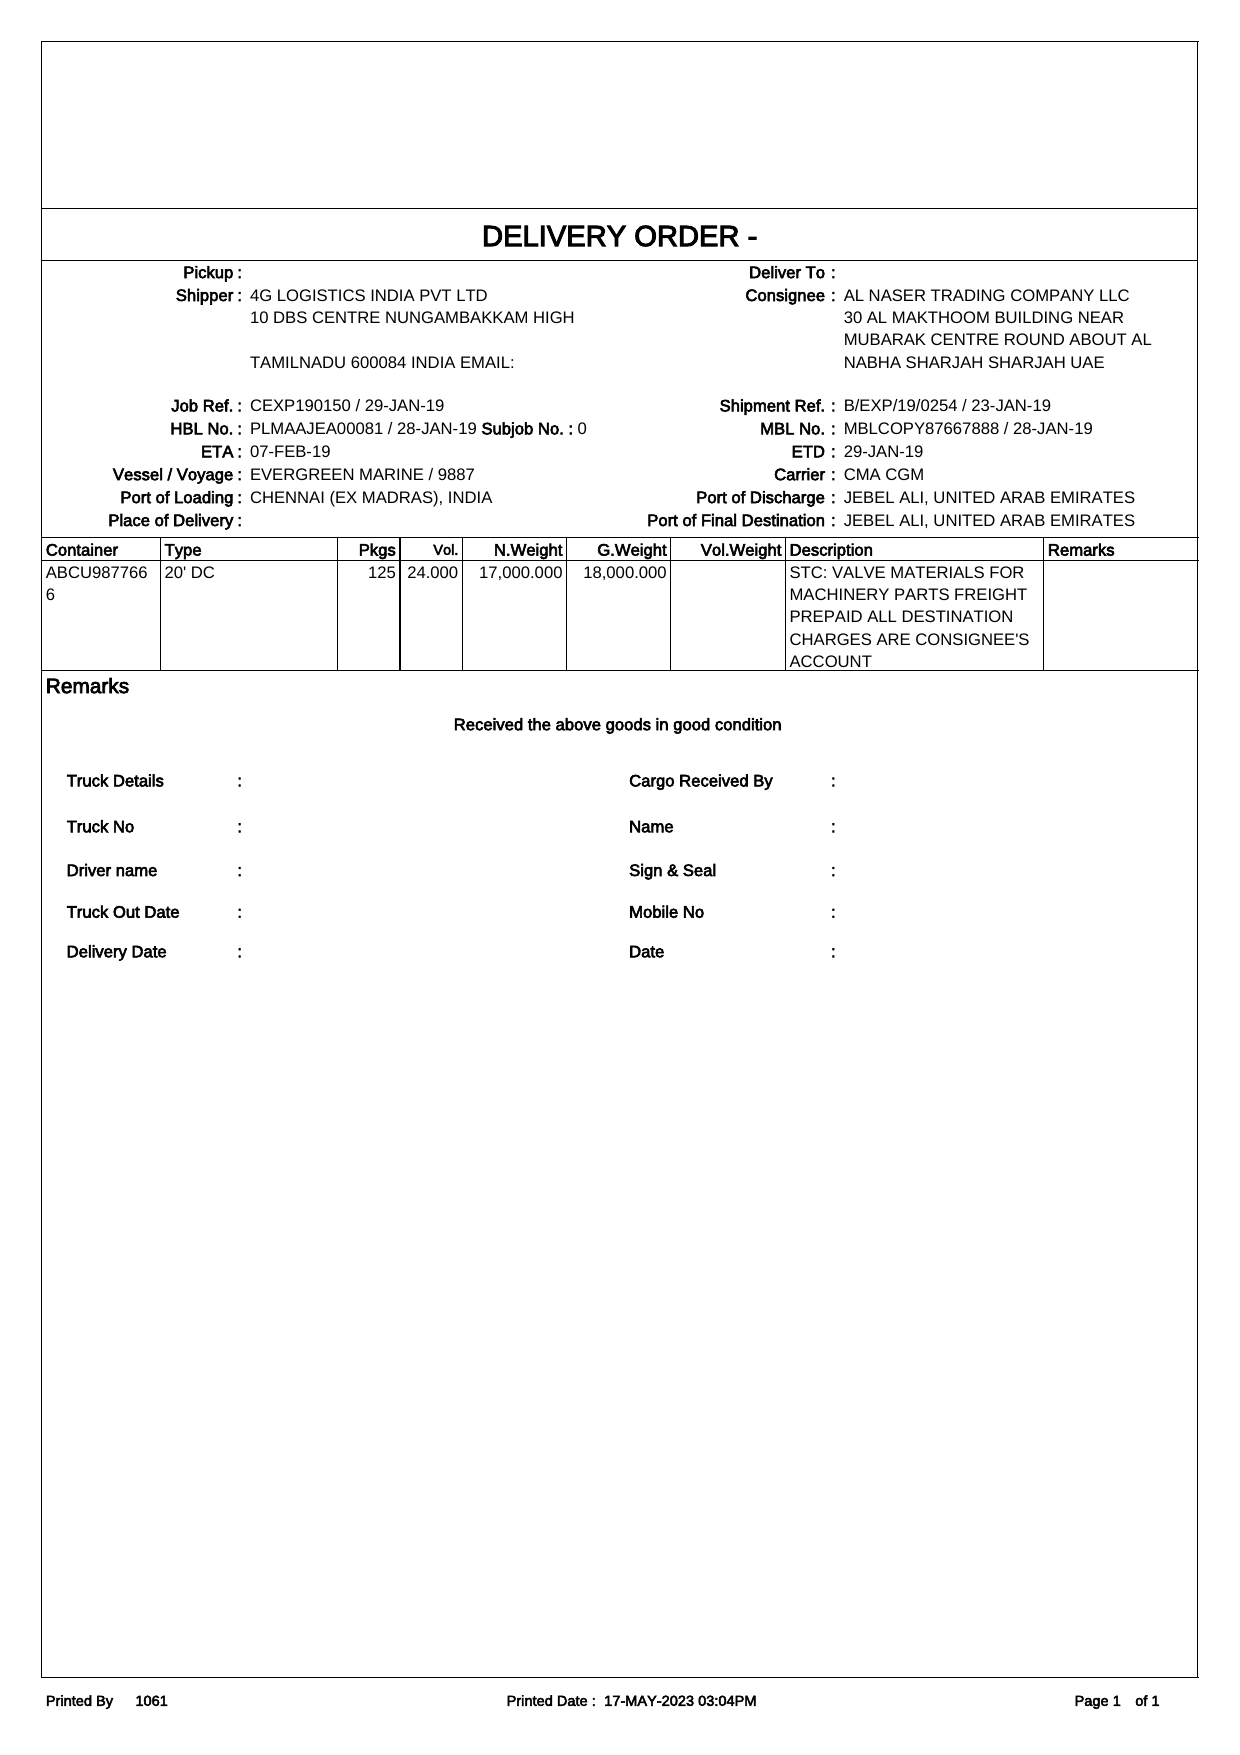 DELIVERY ORDER -
Pickup : Deliver To :
Shipper : 4G LOGISTICS INDIA PVT LTD Consignee : AL NASER TRADING COMPANY LLC
10 DBS CENTRE NUNGAMBAKKAM HIGH 30 AL MAKTHOOM BUILDING NEAR
MUBARAK CENTRE ROUND ABOUT AL
TAMILNADU 600084 INDIA EMAIL: NABHA SHARJAH SHARJAH UAE
Job Ref. : CEXP190150 / 29-JAN-19 Shipment Ref. : B/EXP/19/0254 / 23-JAN-19
HBL No. : PLMAAJEA00081 / 28-JAN-19 Subjob No. : 0 MBL No. : MBLCOPY87667888 / 28-JAN-19
ETA : 07-FEB-19 ETD : 29-JAN-19
Vessel / Voyage : EVERGREEN MARINE / 9887 Carrier : CMA CGM
Port of Loading : CHENNAI (EX MADRAS), INDIA Port of Discharge : JEBEL ALI, UNITED ARAB EMIRATES
Place of Delivery : Port of Final Destination : JEBEL ALI, UNITED ARAB EMIRATES
Container Type Pkgs Vol. N.Weight G.Weight Vol.Weight Description Remarks
ABCU987766 20' DC 125 24.000 17,000.000 18,000.000 STC: VALVE MATERIALS FOR
6 MACHINERY PARTS FREIGHT
PREPAID ALL DESTINATION
CHARGES ARE CONSIGNEE'S
ACCOUNT
Remarks
Received the above goods in good condition
Truck Details : Cargo Received By :
Truck No : Name :
Driver name : Sign & Seal :
Truck Out Date : Mobile No :
Delivery Date : Date :
Printed By 1061 Printed Date : 17-MAY-2023 03:04PM Page 1 of 1